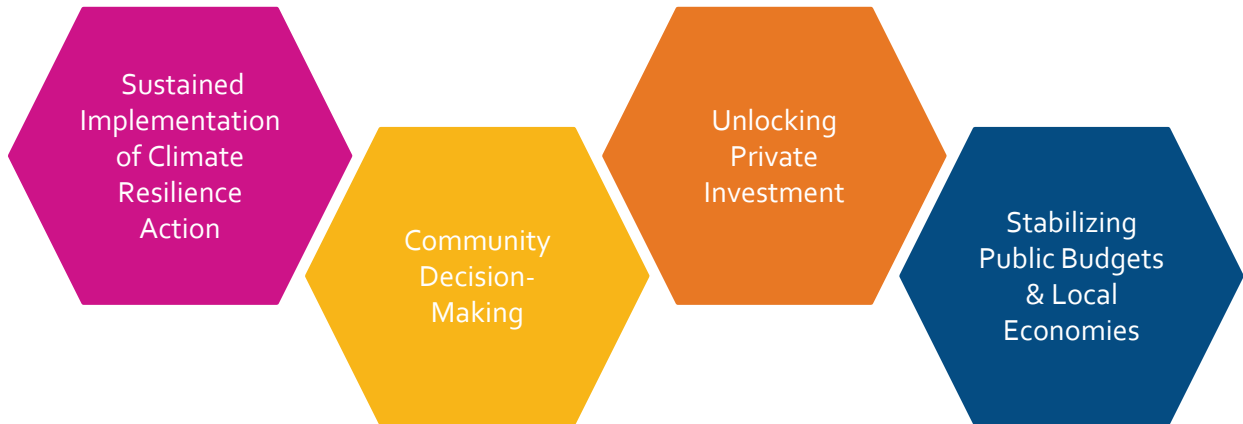 Sustained
Implementation
of Climate
Resilience
Action
Community
Decision-
Making
Unlocking
Private
Investment
Stabilizing
Public Budgets
& Local
Economies